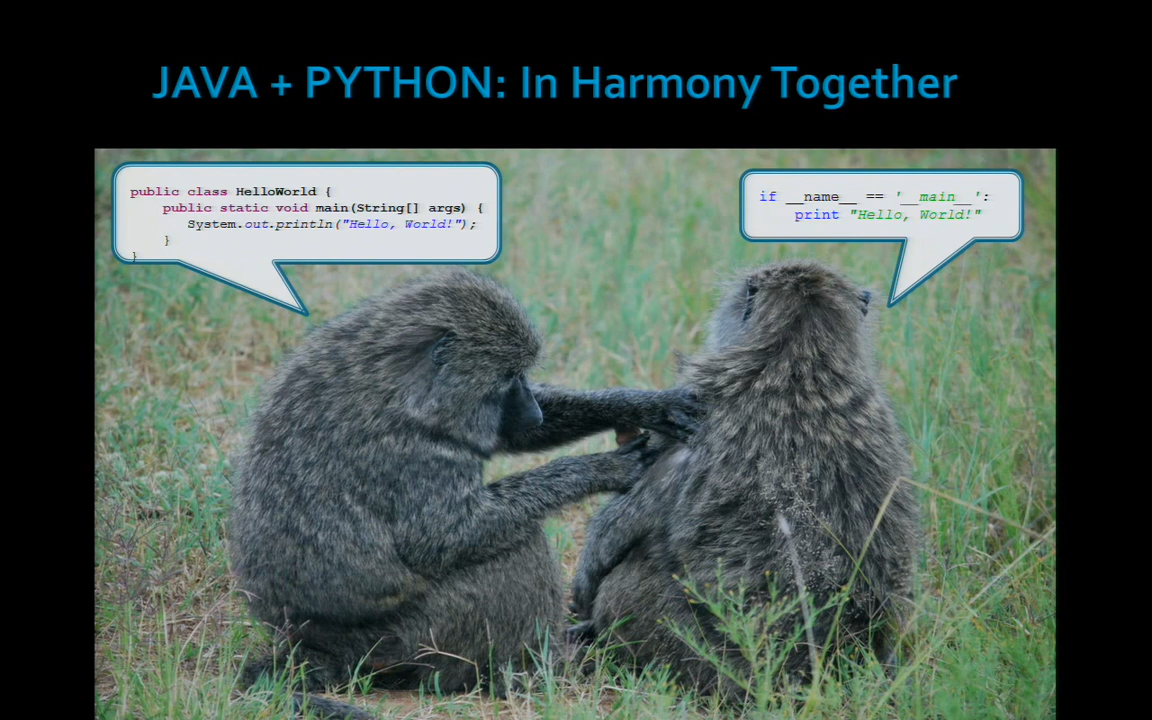 JAVA + PYTHON: In Harmony Together
public class HelloWorld {
public static void main(String[] args) {
System.out.println("Hello, World!");
}
}
if __name__ == '__main__':
print "Hello, World!"